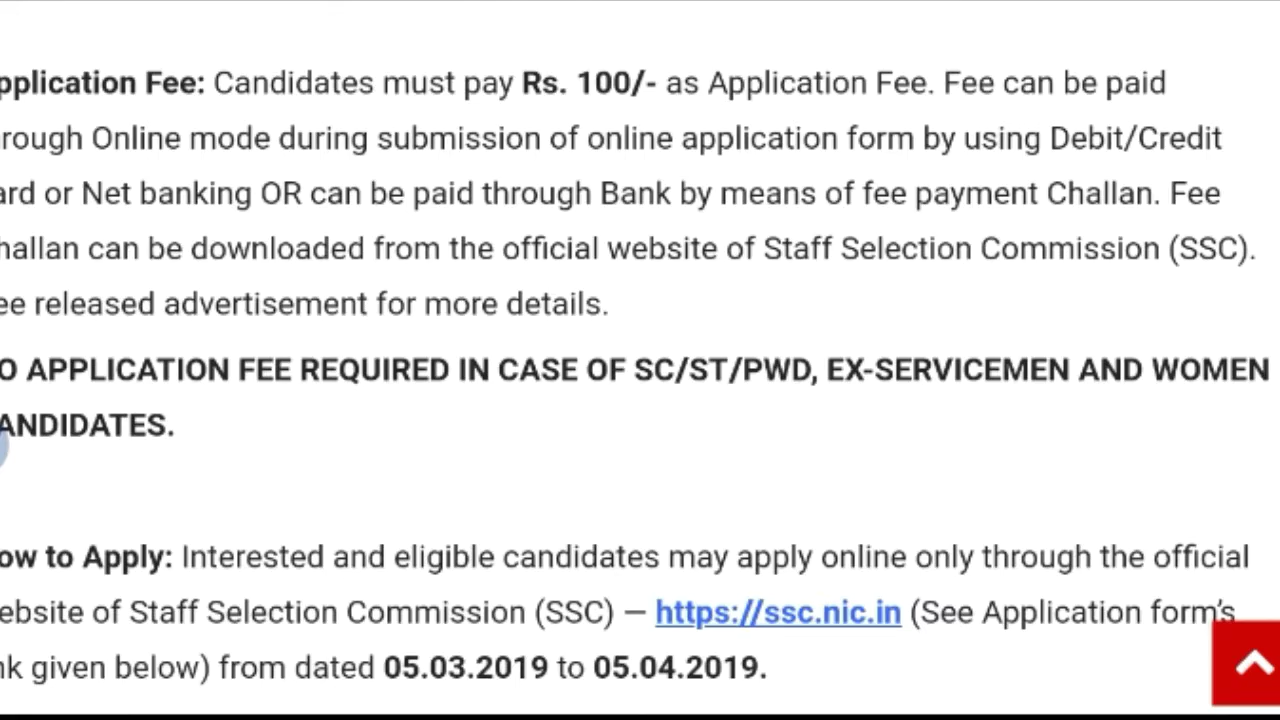 pplication Fee: Candidates must pay Rs. 100/- as Application Fee. Fee can be paid
rough Online mode during submission of online application form by using Debit/Credit
ard or Net banking OR can be paid through Bank by means of fee payment Challan. Fee
hallan can be downloaded from the official website of Staff Selection Commission (SSC).
ee released advertisement for more details.
O APPLICATION FEE REQUIRED IN CASE OF SC/ST/PWD, EX-SERVICEMEN AND WOMEN
ANDIDATES.
ow to Apply: Interested and eligible candidates may apply online only through the official
ebsite of Staff Selection Commission (SSC) — https://ssc.nic.in (See Application form's
nk given below) from dated 05.03.2019 to 05.04.2019.